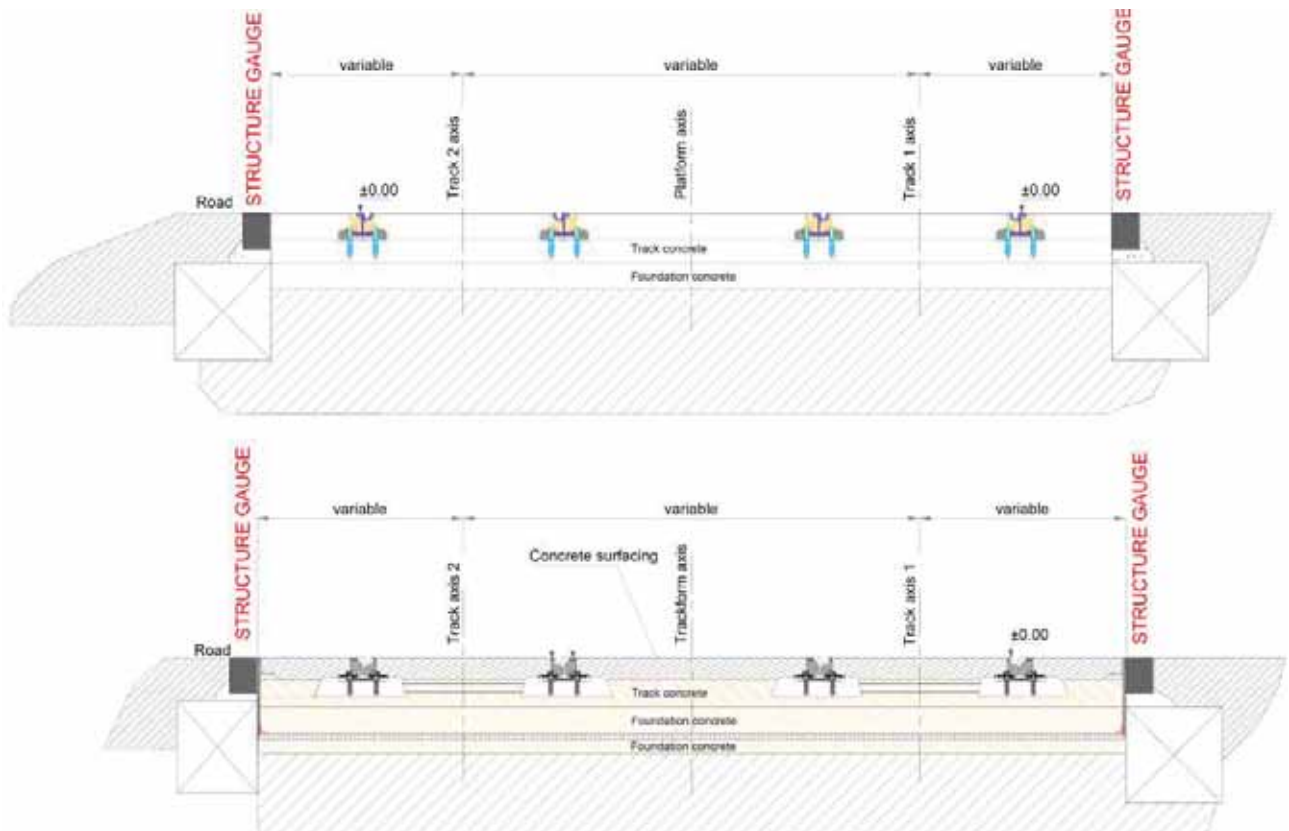 STRUCTURE GAUGE
variable
variable
variable
STRUCTURE GAUGE
Track 2 axis
Platform axis
Track 1 axis
±0.00
±0.00
Road
Track concrete
Foundation concrete
STRUCTURE GAUGE
variable
variable
variable
STRUCTURE GAUGE
Concrete surfacing
Track axis 2
Trackform axis
Track axis 1
±0.00
Road
Track concrete
Foundation concrete
Foundation concrete